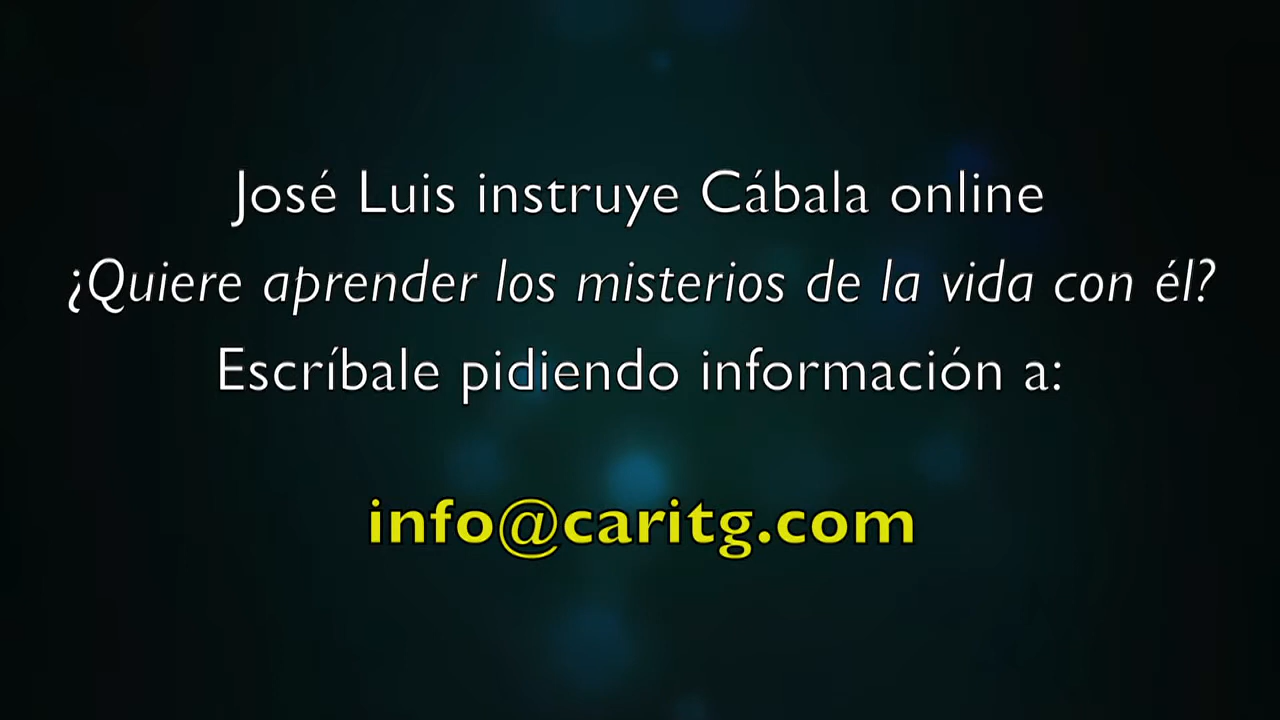 José Luis instruye Cábala online
¿Quiere aprender los misterios de la vida con él?
Escríbale pidiendo información a:
info@caritg.com